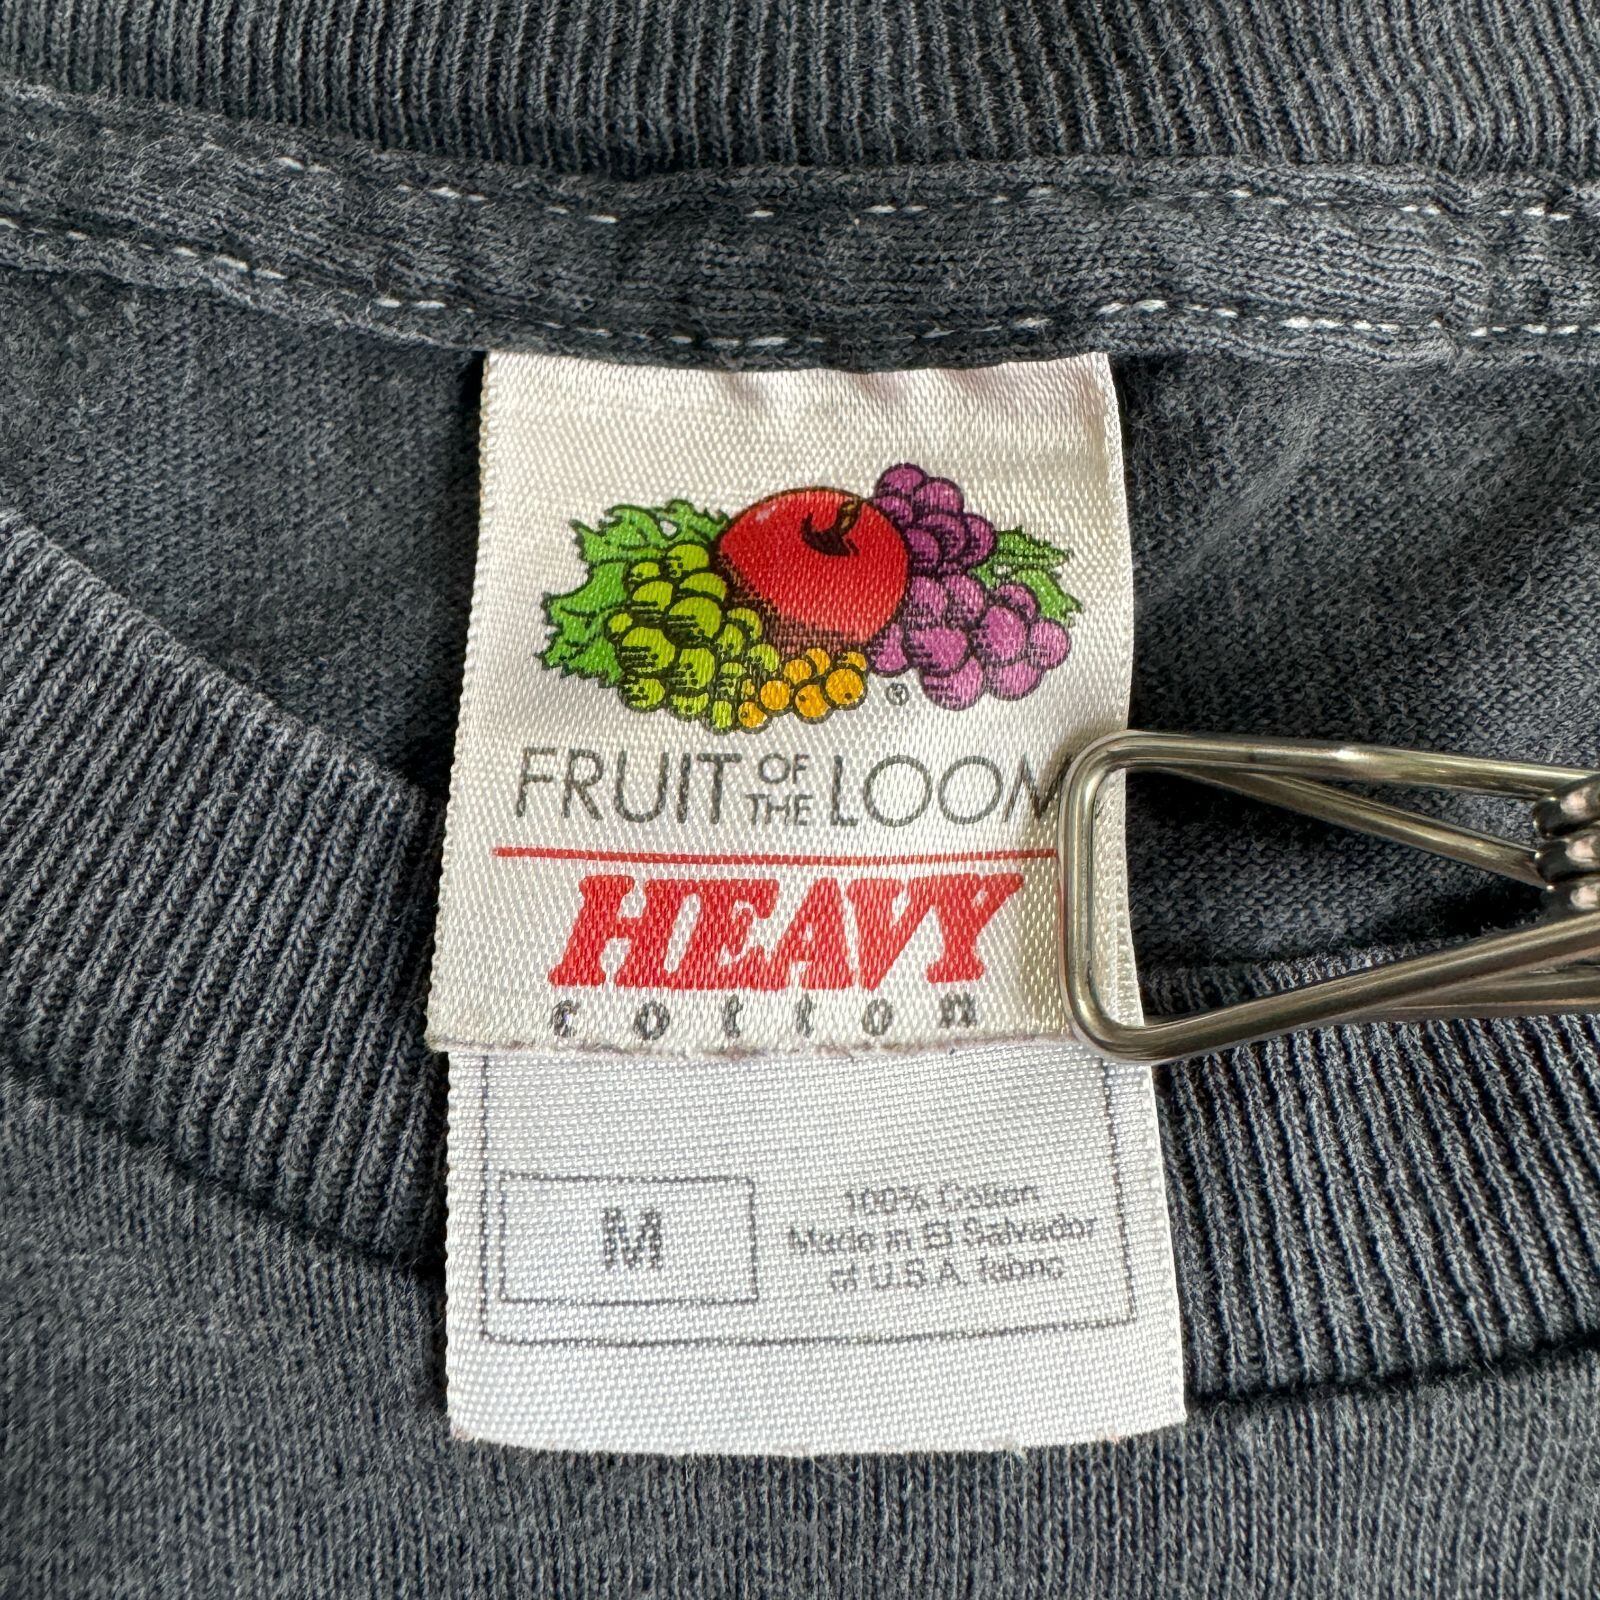 ®
FRUIT OF THE LOOM
HEAVY
cotton
M
100% Cotton
Made in El Salvador
of U.S.A. fabric